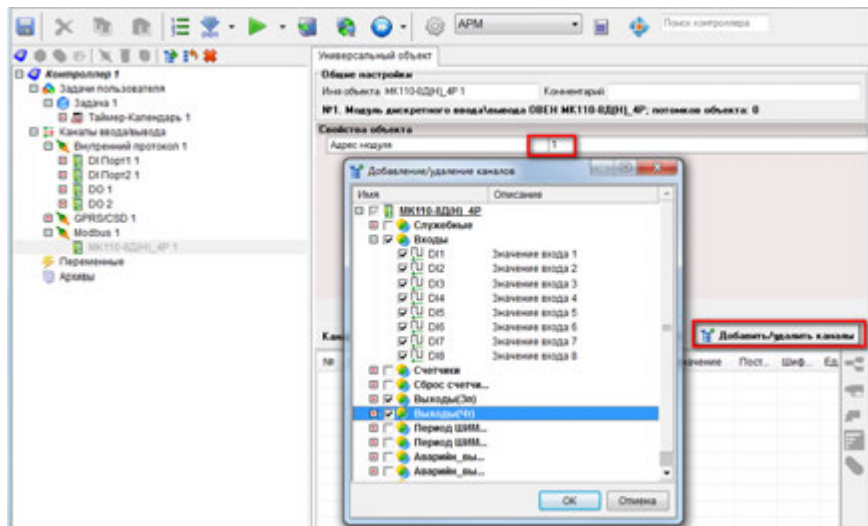 АРМ
Поиск контроллера
Контроллер 1
Задачи пользователя
Задача 1
Таймер-Календарь 1
Каналы ввода/вывода
Внутренний протокол 1
DI Порт1 1
DI Порт2 1
DO 1
DO 2
GPRS/CSD 1
Modbus 1
МК110-8Д(Н)_4Р 1
Переменные
Архивы
Универсальный объект
Общие настройки
Имя объекта МК110-8Д(Н)_4Р 1 Комментарий
№1. Модуль дискретного ввода\вывода ОВЕН МК110-8Д(Н)_4Р; потомков объекта: 0
Свойства объекта
Адрес модуля 1
Добавление/удаление каналов
Имя Описание
МК110-8Д(Н)_4Р
Служебные
Входы
DI1 Значение входа 1
DI2 Значение входа 2
DI3 Значение входа 3
DI4 Значение входа 4
DI5 Значение входа 5
DI6 Значение входа 6
DI7 Значение входа 7
DI8 Значение входа 8
Счетчики
Сброс счетчи...
Выходы(Зп)
Выходы(Чт)
Период ШИМ...
Период ШИМ...
Аварийн_вы...
Аварийн_вы...
OK Отмена
Добавить/удалить каналы
№ Пост... Шиф... Ед.